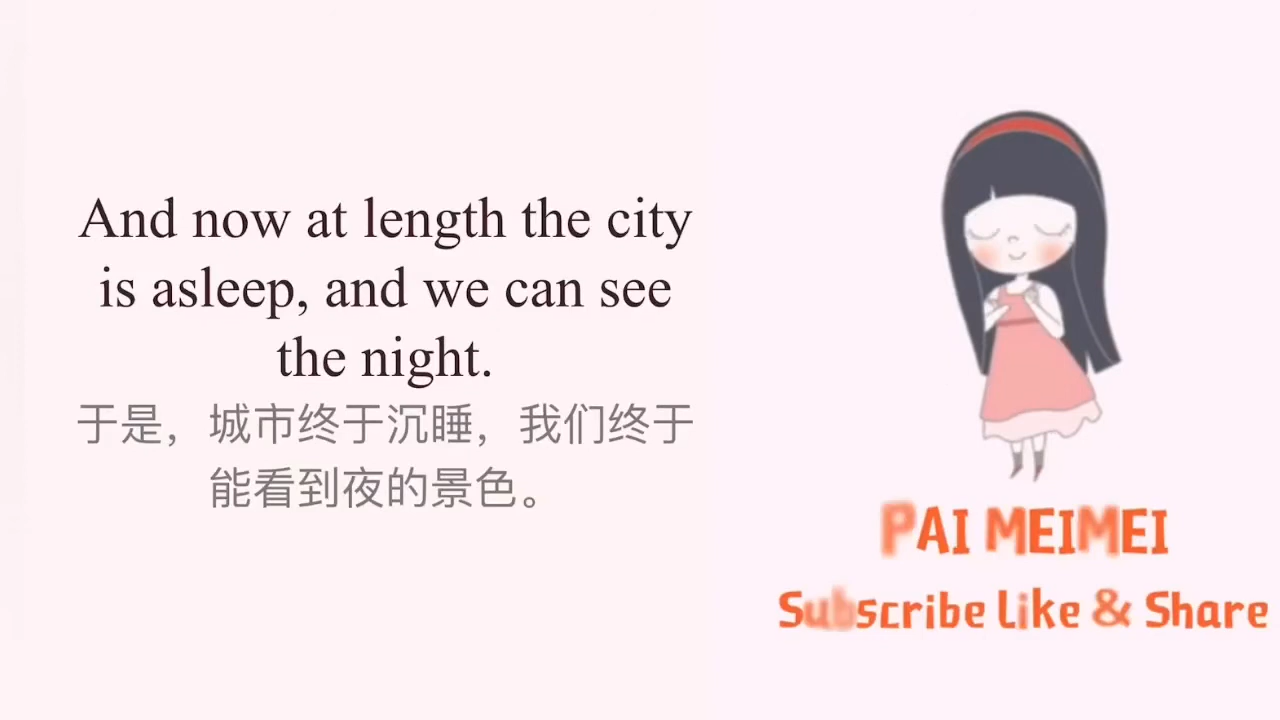 And now at length the city
is asleep, and we can see
the night.
于是，城市终于沉睡，我们终于
能看到夜的景色。
PAI MEIMEI
Subscribe Like & Share